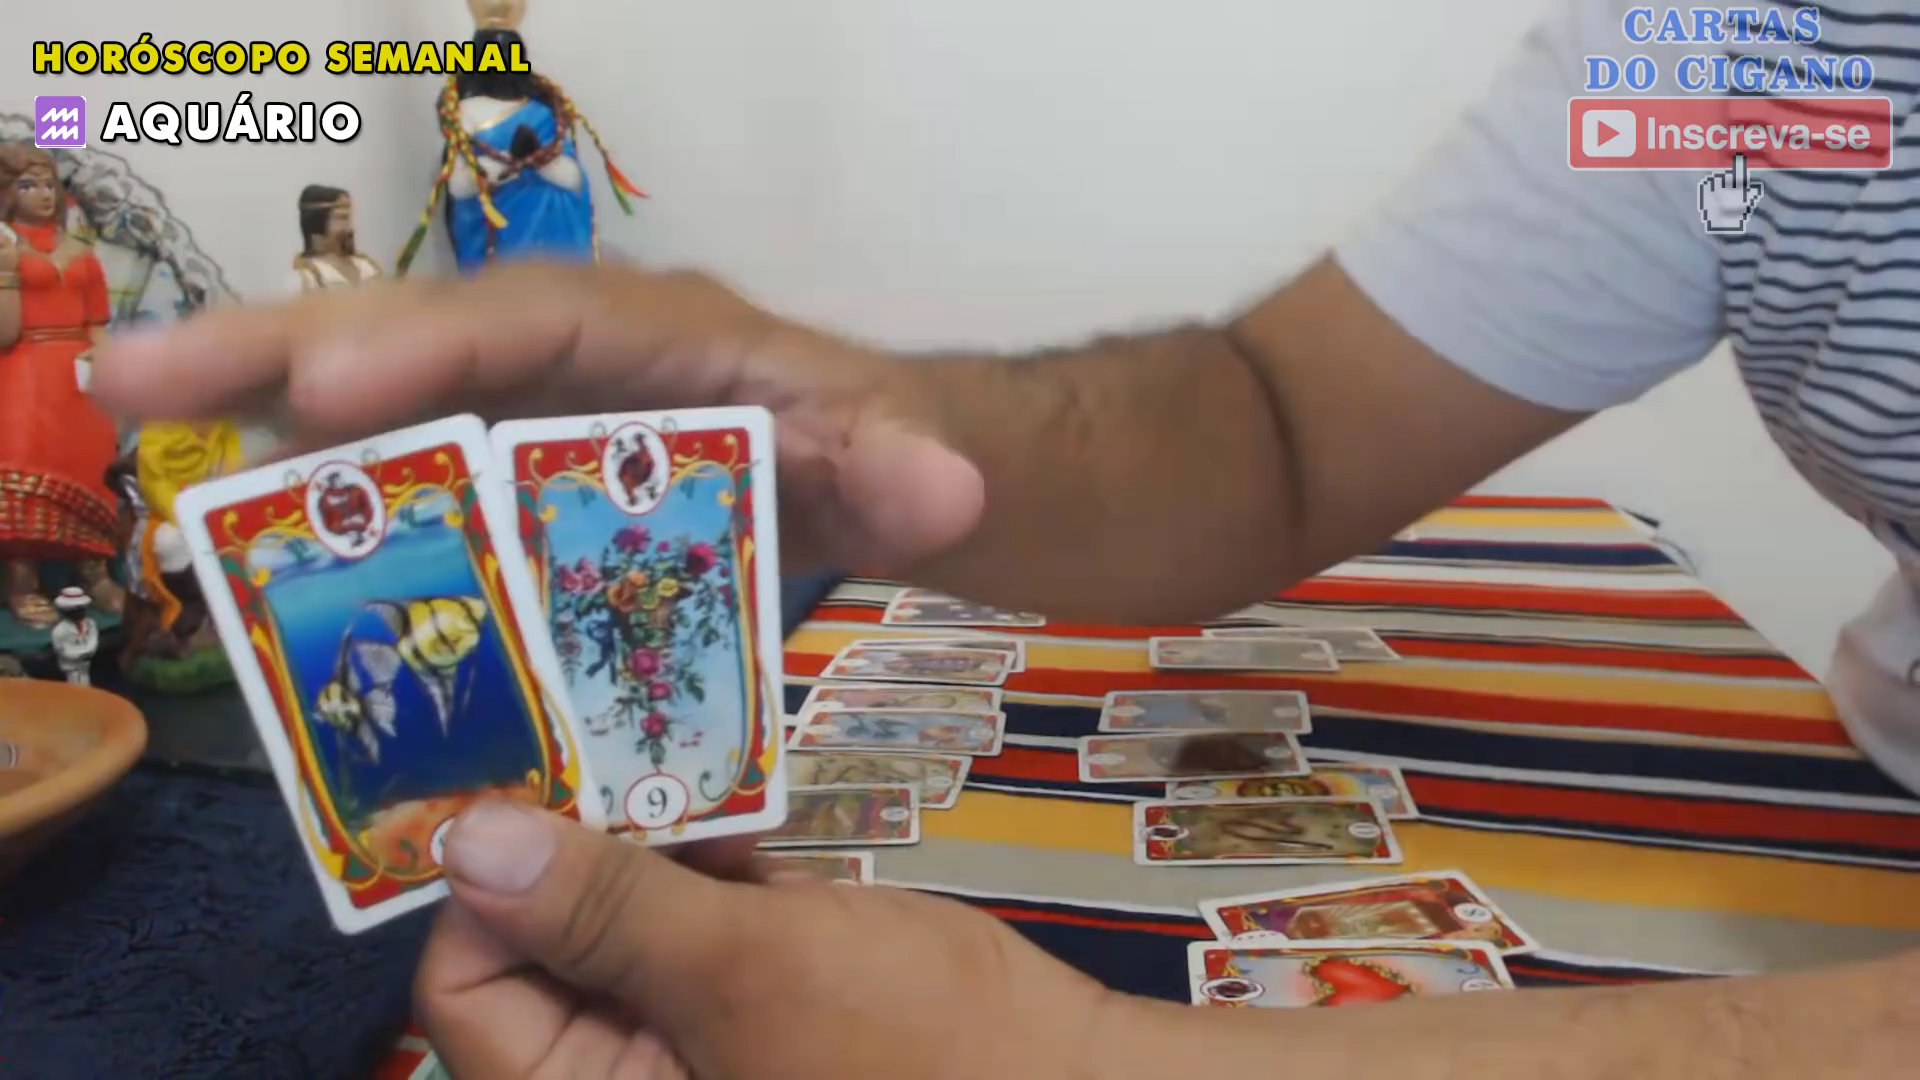 HORÓSCOPO SEMANAL
♒ AQUÁRIO
CARTAS
DO CIGANO
Inscreva-se
9